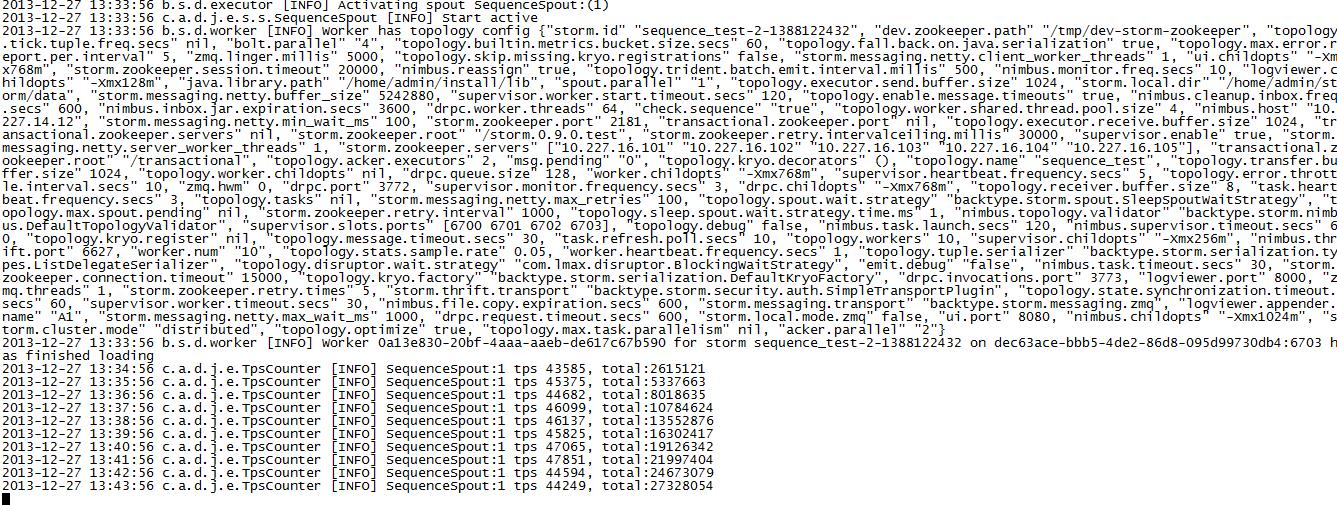 2013-12-27 13:33:56 b.s.d.executor [INFO] Activating spout SequenceSpout:(1)
2013-12-27 13:33:56 c.a.d.j.e.s.s.SequenceSpout [INFO] Start active
2013-12-27 13:33:56 b.s.d.worker [INFO] Worker has topology config {"storm.id" "sequence_test-2-1388122432", "dev.zookeeper.path" "/tmp/dev-storm-zookeeper", "topology
.tick.tuple.freq.secs" nil, "bolt.parallel" "4", "topology.builtin.metrics.bucket.size.secs" 60, "topology.fall.back.on.java.serialization" true, "topology.max.error.r
eport.per.interval" 5, "zmq.linger.millis" 5000, "topology.skip.missing.kryo.registrations" false, "storm.messaging.netty.client_worker_threads" 1, "ui.childopts" "-Xm
x768m", "storm.zookeeper.session.timeout" 20000, "nimbus.reassign" true, "topology.trident.batch.emit.interval.millis" 500, "nimbus.monitor.freq.secs" 10, "logviewer.c
hildopts" "-Xmx128m", "java.library.path" "/home/admin/install/lib", "spout.parallel" "1", "topology.executor.send.buffer.size" 1024, "storm.local.dir" "/home/admin/st
orm/data", "storm.messaging.netty.buffer_size" 5242880, "supervisor.worker.start.timeout.secs" 120, "topology.enable.message.timeouts" true, "nimbus.cleanup.inbox.freq
.secs" 600, "nimbus.inbox.jar.expiration.secs" 3600, "drpc.worker.threads" 64, "check.sequence" "true", "topology.worker.shared.thread.pool.size" 4, "nimbus.host" "10.
227.14.12", "storm.messaging.netty.min_wait_ms" 100, "storm.zookeeper.port" 2181, "transactional.zookeeper.port" nil, "topology.executor.receive.buffer.size" 1024, "tr
ansactional.zookeeper.servers" nil, "storm.zookeeper.root" "/storm.0.9.0.test", "storm.zookeeper.retry.intervalceiling.millis" 30000, "supervisor.enable" true, "storm.
messaging.netty.server_worker_threads" 1, "storm.zookeeper.servers" ["10.227.16.101" "10.227.16.102" "10.227.16.103" "10.227.16.104" "10.227.16.105"], "transactional.z
ookeeper.root" "/transactional", "topology.acker.executors" 2, "msg.pending" "0", "topology.kryo.decorators" (), "topology.name" "sequence_test", "topology.transfer.bu
ffer.size" 1024, "topology.worker.childopts" nil, "drpc.queue.size" 128, "worker.childopts" "-Xmx768m", "supervisor.heartbeat.frequency.secs" 5, "topology.error.thrott
le.interval.secs" 10, "zmq.hwm" 0, "drpc.port" 3772, "supervisor.monitor.frequency.secs" 3, "drpc.childopts" "-Xmx768m", "topology.receiver.buffer.size" 8, "task.heart
beat.frequency.secs" 3, "topology.tasks" nil, "storm.messaging.netty.max_retries" 100, "topology.spout.wait.strategy" "backtype.storm.spout.SleepSpoutWaitStrategy", "t
opology.max.spout.pending" nil, "storm.zookeeper.retry.interval" 1000, "topology.sleep.spout.wait.strategy.time.ms" 1, "nimbus.topology.validator" "backtype.storm.nimb
us.DefaultTopologyValidator", "supervisor.slots.ports" [6700 6701 6702 6703], "topology.debug" false, "nimbus.task.launch.secs" 120, "nimbus.supervisor.timeout.secs" 6
0, "topology.kryo.register" nil, "topology.message.timeout.secs" 30, "task.refresh.poll.secs" 10, "topology.workers" 10, "supervisor.childopts" "-Xmx256m", "nimbus.thr
ift.port" 6627, "worker.num" "10", "topology.stats.sample.rate" 0.05, "worker.heartbeat.frequency.secs" 1, "topology.tuple.serializer" "backtype.storm.serialization.ty
pes.ListDelegateSerializer", "topology.disruptor.wait.strategy" "com.lmax.disruptor.BlockingWaitStrategy", "emit.debug" "false", "nimbus.task.timeout.secs" 30, "storm.
zookeeper.connection.timeout" 15000, "topology.kryo.factory" "backtype.storm.serialization.DefaultKryoFactory", "drpc.invocations.port" 3773, "logviewer.port" 8000, "z
mq.threads" 1, "storm.zookeeper.retry.times" 5, "storm.thrift.transport" "backtype.storm.security.auth.SimpleTransportPlugin", "topology.state.synchronization.timeout.
secs" 60, "supervisor.worker.timeout.secs" 30, "nimbus.file.copy.expiration.secs" 600, "storm.messaging.transport" "backtype.storm.messaging.zmq", "logviewer.appender.
name" "A1", "storm.messaging.netty.max_wait_ms" 1000, "drpc.request.timeout.secs" 600, "storm.local.mode.zmq" false, "ui.port" 8080, "nimbus.childopts" "-Xmx1024m", "s
torm.cluster.mode" "distributed", "topology.optimize" true, "topology.max.task.parallelism" nil, "acker.parallel" "2"}
2013-12-27 13:33:56 b.s.d.worker [INFO] Worker 0a13e830-20bf-4aaa-aaeb-de617c67b590 for storm sequence_test-2-1388122432 on dec63ace-bbb5-4de2-86d8-095d99730db4:6703 h
as finished loading
2013-12-27 13:34:56 c.a.d.j.e.TpsCounter [INFO] SequenceSpout:1 tps 43585, total:2615121
2013-12-27 13:35:56 c.a.d.j.e.TpsCounter [INFO] SequenceSpout:1 tps 45375, total:5337663
2013-12-27 13:36:56 c.a.d.j.e.TpsCounter [INFO] SequenceSpout:1 tps 44682, total:8018635
2013-12-27 13:37:56 c.a.d.j.e.TpsCounter [INFO] SequenceSpout:1 tps 46099, total:10784624
2013-12-27 13:38:56 c.a.d.j.e.TpsCounter [INFO] SequenceSpout:1 tps 46137, total:13552876
2013-12-27 13:39:56 c.a.d.j.e.TpsCounter [INFO] SequenceSpout:1 tps 45825, total:16302417
2013-12-27 13:40:56 c.a.d.j.e.TpsCounter [INFO] SequenceSpout:1 tps 47065, total:19126342
2013-12-27 13:41:56 c.a.d.j.e.TpsCounter [INFO] SequenceSpout:1 tps 47851, total:21997404
2013-12-27 13:42:56 c.a.d.j.e.TpsCounter [INFO] SequenceSpout:1 tps 44594, total:24673079
2013-12-27 13:43:56 c.a.d.j.e.TpsCounter [INFO] SequenceSpout:1 tps 44249, total:27328054